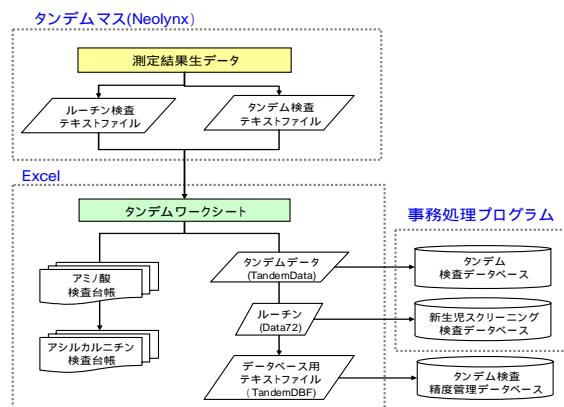 タンデムマス(Neolynx)
測定結果生データ
ルーチン検査
テキストファイル
タンデム検査
テキストファイル
Excel
タンデムワークシート
事務処理プログラム
アミノ酸
検査台帳
アシルカルニチン
検査台帳
タンデムデータ
(TandemData)
ルーチン
(Data72)
データベース用
テキストファイル
(TandemDBF)
タンデム
検査データベース
新生児スクリーニング
検査データベース
タンデム検査
精度管理データベース